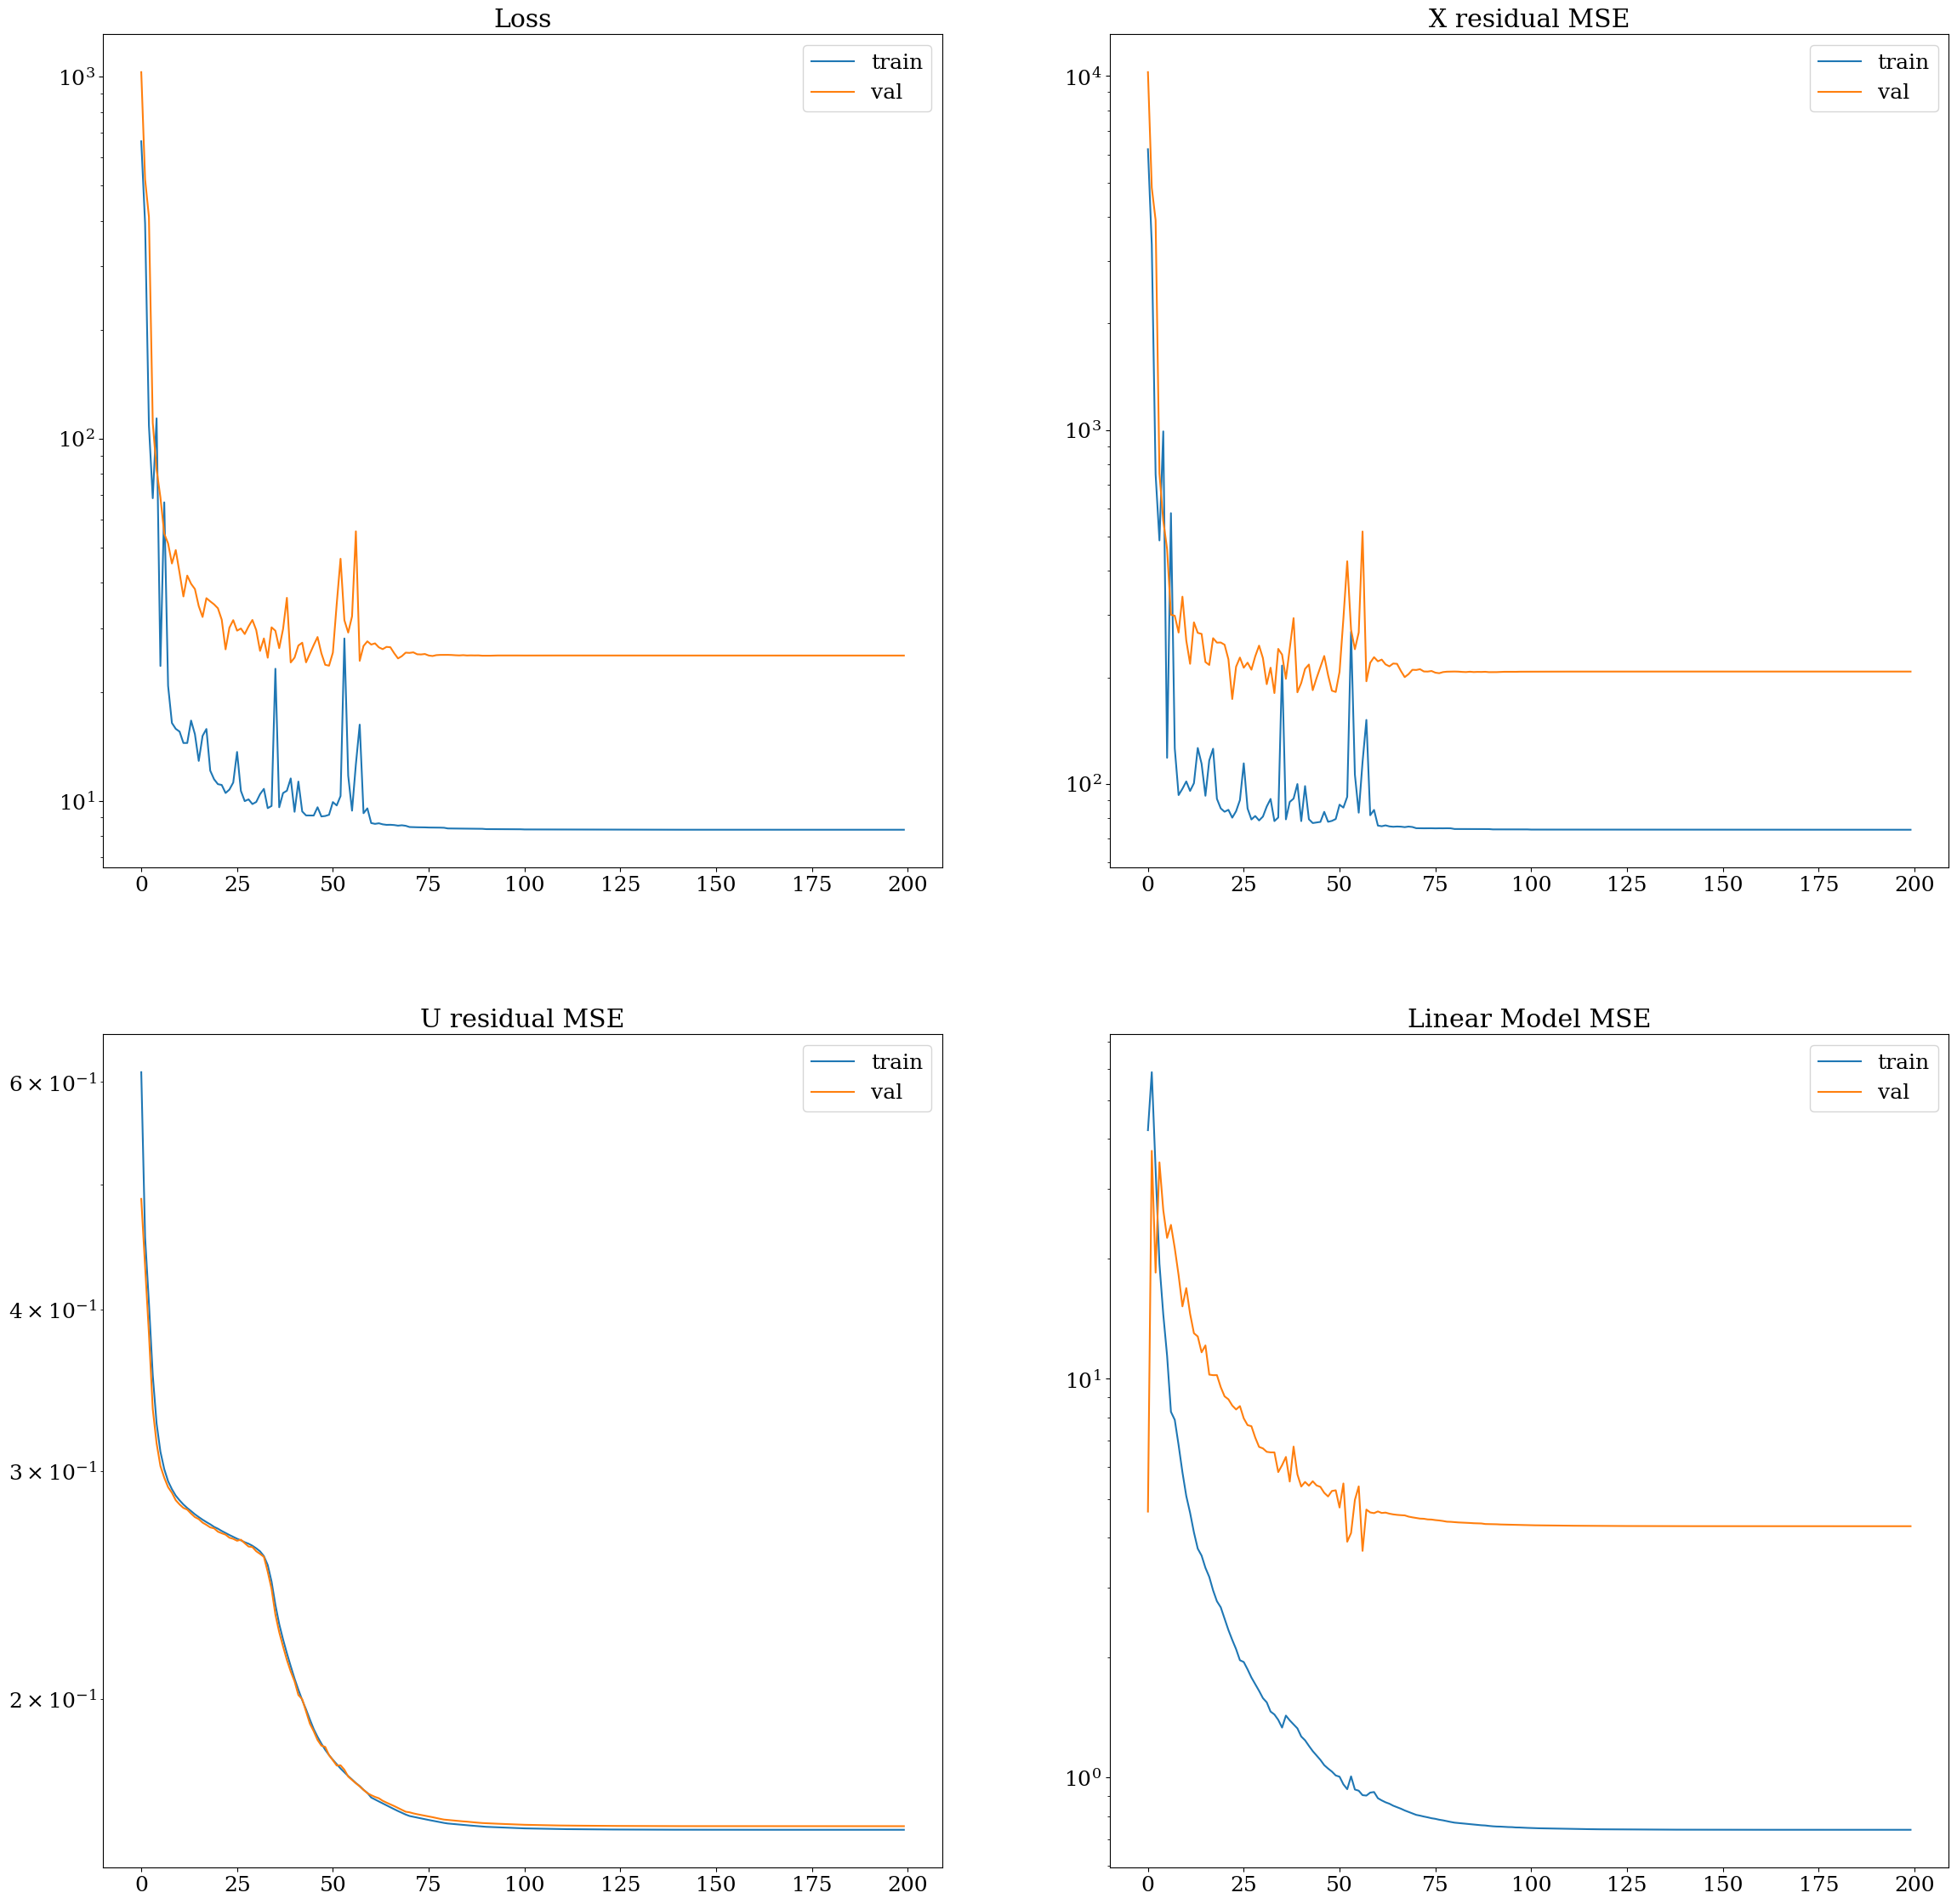 Loss
10³
10²
10¹
train
val
0 25 50 75 100 125 150 175 200
X residual MSE
10⁴
10³
10²
train
val
0 25 50 75 100 125 150 175 200
U residual MSE
6 × 10⁻¹
4 × 10⁻¹
3 × 10⁻¹
2 × 10⁻¹
train
val
0 25 50 75 100 125 150 175 200
Linear Model MSE
10¹
10⁰
train
val
0 25 50 75 100 125 150 175 200